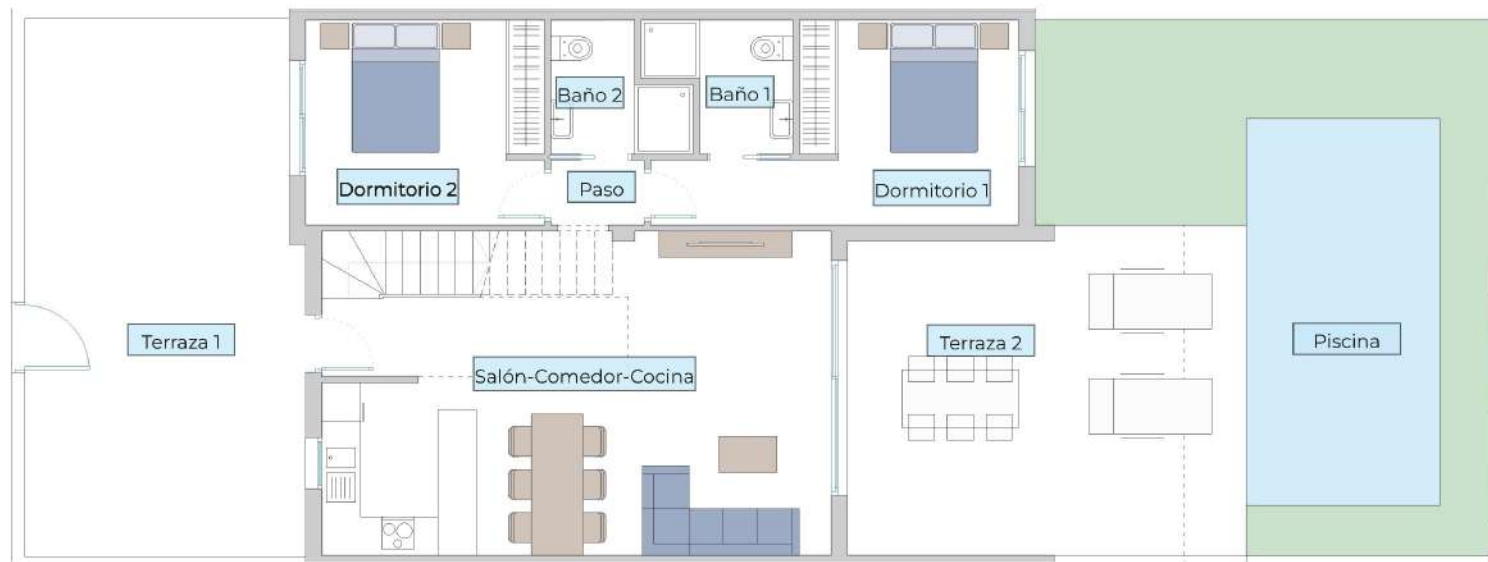 Baño 2
Baño 1
Dormitorio 2
Paso
Dormitorio 1
Terraza 1
Terraza 2
Piscina
Salón-Comedor-Cocina